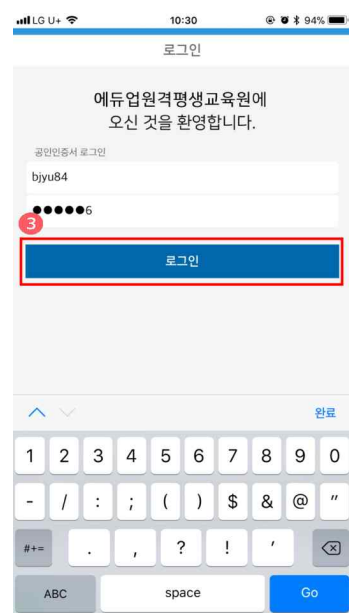 LG U+ 10:30 94%
로그인
에듀업원격평생교육원에
오신 것을 환영합니다.
공인인증서 로그인
bjyu84
●●●●●6
3
로그인
완료
1 2 3 4 5 6 7 8 9 0
- / : ; ( ) $ & @ "
#+= . , ? ! '
ABC space Go